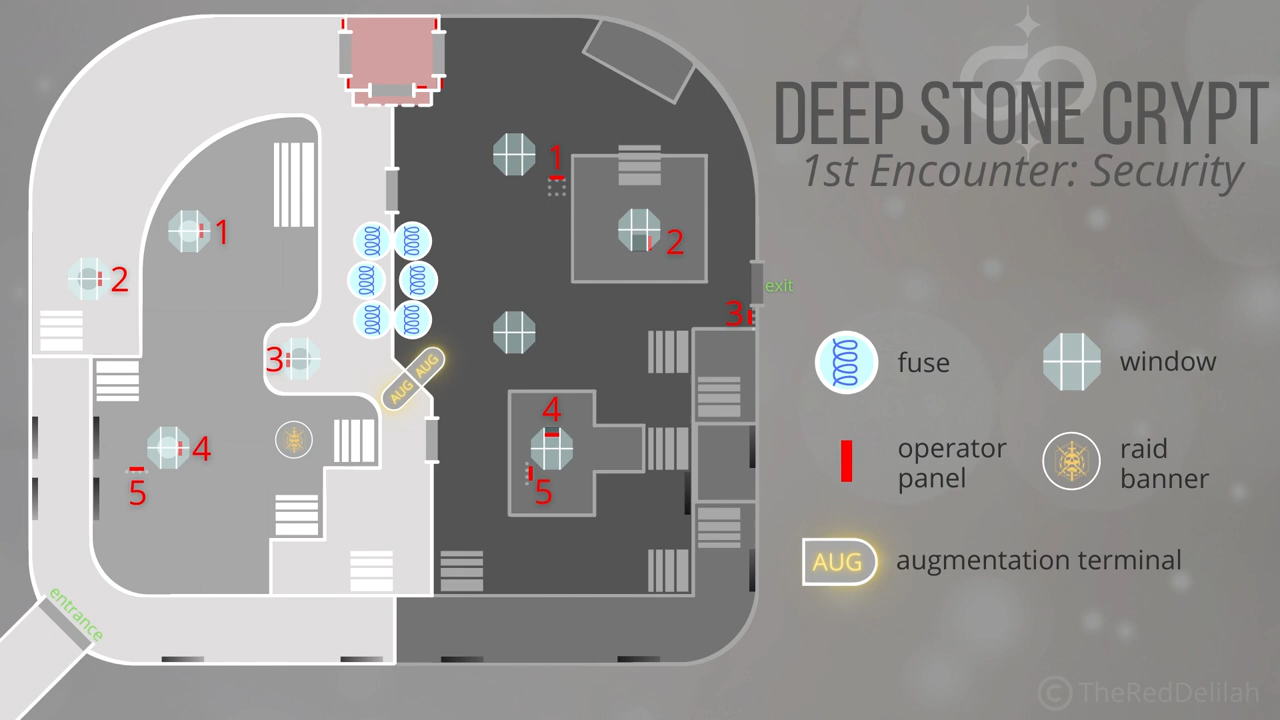 DEEP STONE CRYPT
1st Encounter: Security
1
1
2
2
exit
3
3
AUG
AUG
4
4
5
5
entrance
fuse
window
operator
panel
raid
banner
AUG
augmentation terminal
© TheRedDelilah